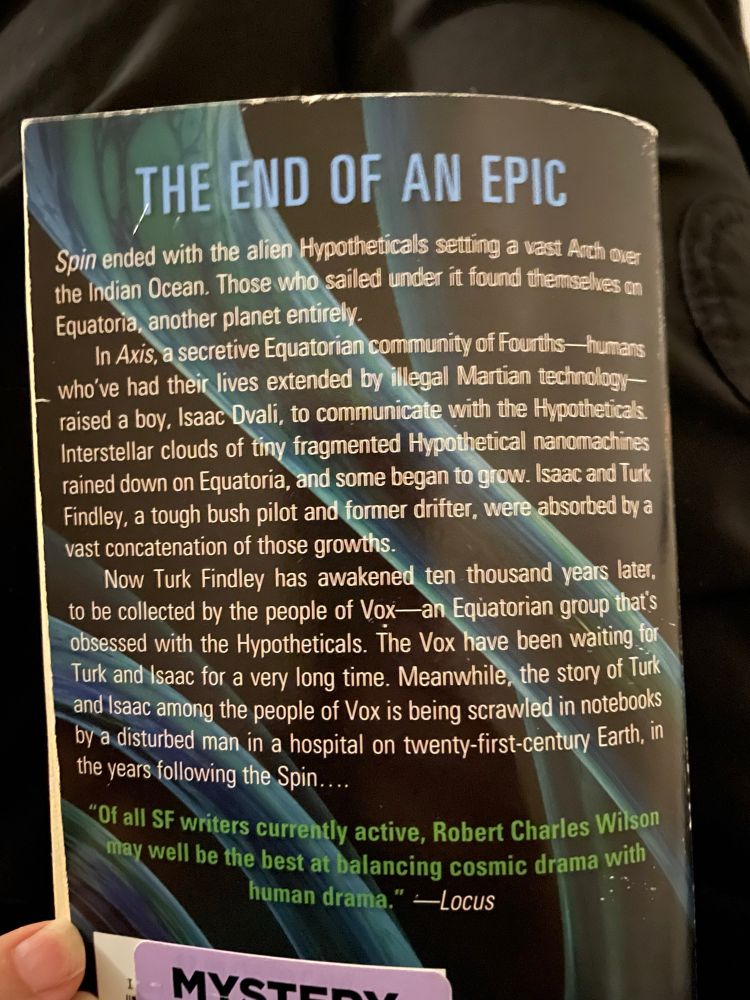 THE END OF AN EPIC
Spin ended with the alien Hypotheticals setting a vast Arch over
the Indian Ocean. Those who sailed under it found themselves on
Equatoria, another planet entirely.
In Axis, a secretive Equatorian community of Fourths—humans
who've had their lives extended by illegal Martian technology—
raised a boy, Isaac Dvali, to communicate with the Hypotheticals.
Interstellar clouds of tiny fragmented Hypothetical nanomachines
rained down on Equatoria, and some began to grow. Isaac and Turk
Findley, a tough bush pilot and former drifter, were absorbed by a
vast concatenation of those growths.
Now Turk Findley has awakened ten thousand years later,
to be collected by the people of Vox—an Equatorian group that's
obsessed with the Hypotheticals. The Vox have been waiting for
Turk and Isaac for a very long time. Meanwhile, the story of Turk
and Isaac among the people of Vox is being scrawled in notebooks
by a disturbed man in a hospital on twenty-first-century Earth, in
the years following the Spin....
"Of all SF writers currently active, Robert Charles Wilson
may well be the best at balancing cosmic drama with
human drama." —Locus
MYSTERY